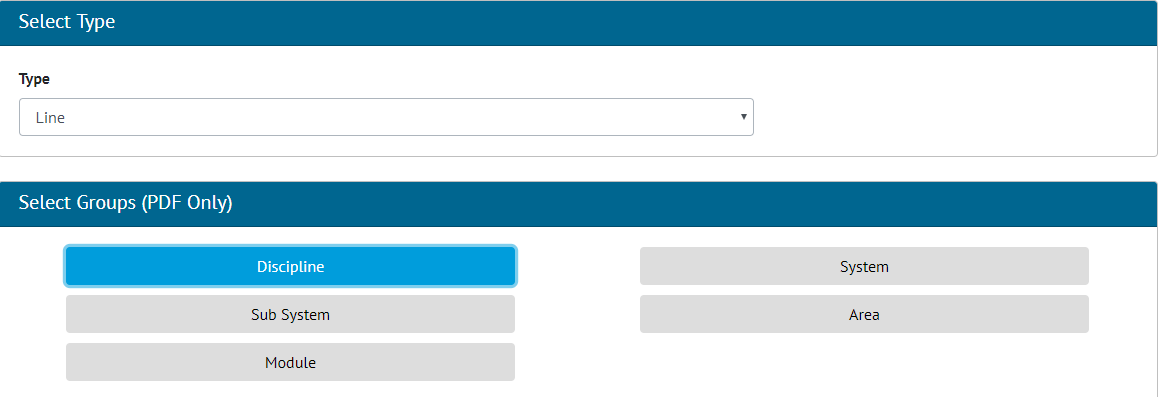 Select Type
Type
Line
Select Groups (PDF Only)
Discipline
System
Sub System
Area
Module